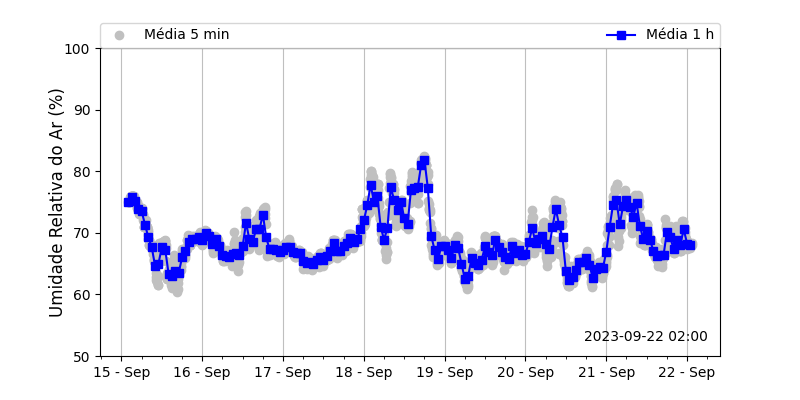 Média 5 min
Média 1 h
100
90
80
70
60
50
Umidade Relativa do Ar (%)
2023-09-22 02:00
15 - Sep
16 - Sep
17 - Sep
18 - Sep
19 - Sep
20 - Sep
21 - Sep
22 - Sep